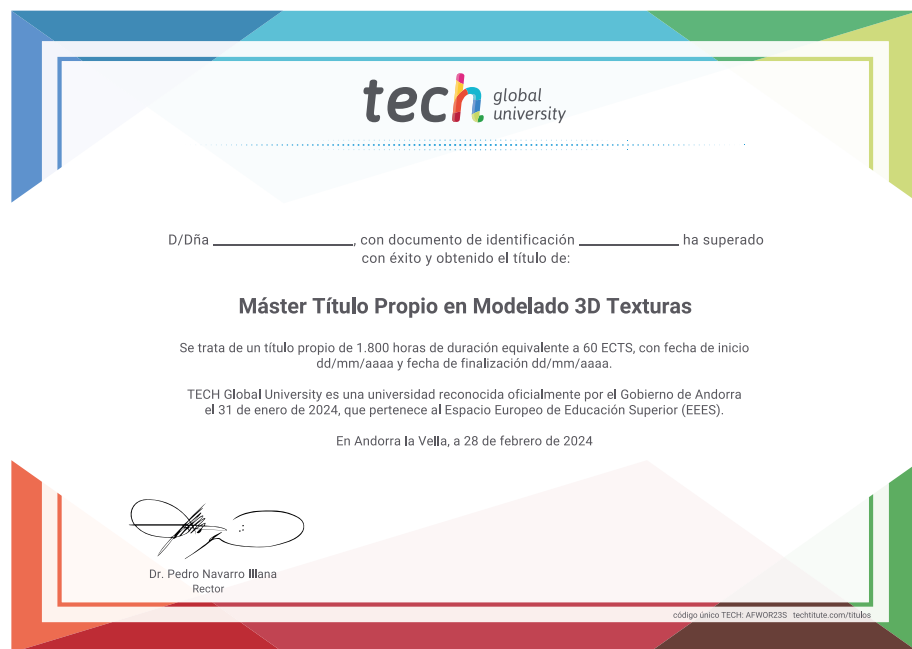 tech global university
D/Dña ____________________, con documento de identificación ______________ ha superado
con éxito y obtenido el título de:
Máster Título Propio en Modelado 3D Texturas
Se trata de un título propio de 1.800 horas de duración equivalente a 60 ECTS, con fecha de inicio
dd/mm/aaaa y fecha de finalización dd/mm/aaaa.
TECH Global University es una universidad reconocida oficialmente por el Gobierno de Andorra
el 31 de enero de 2024, que pertenece al Espacio Europeo de Educación Superior (EEES).
En Andorra la Vella, a 28 de febrero de 2024
Dr. Pedro Navarro Illana
Rector
código único TECH: AFWOR23S techtitute.com/titulos